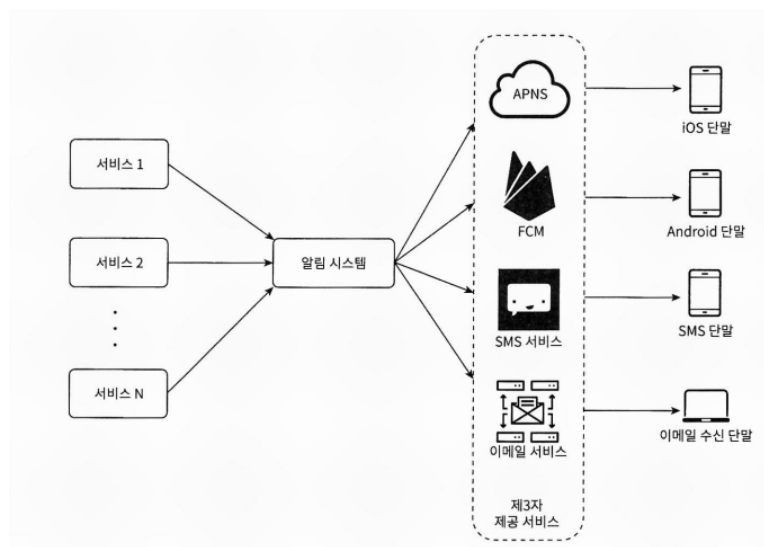 서비스 1
서비스 2
서비스 N
알림 시스템
APNS
FCM
SMS 서비스
이메일 서비스
제3자
제공 서비스
iOS 단말
Android 단말
SMS 단말
이메일 수신 단말